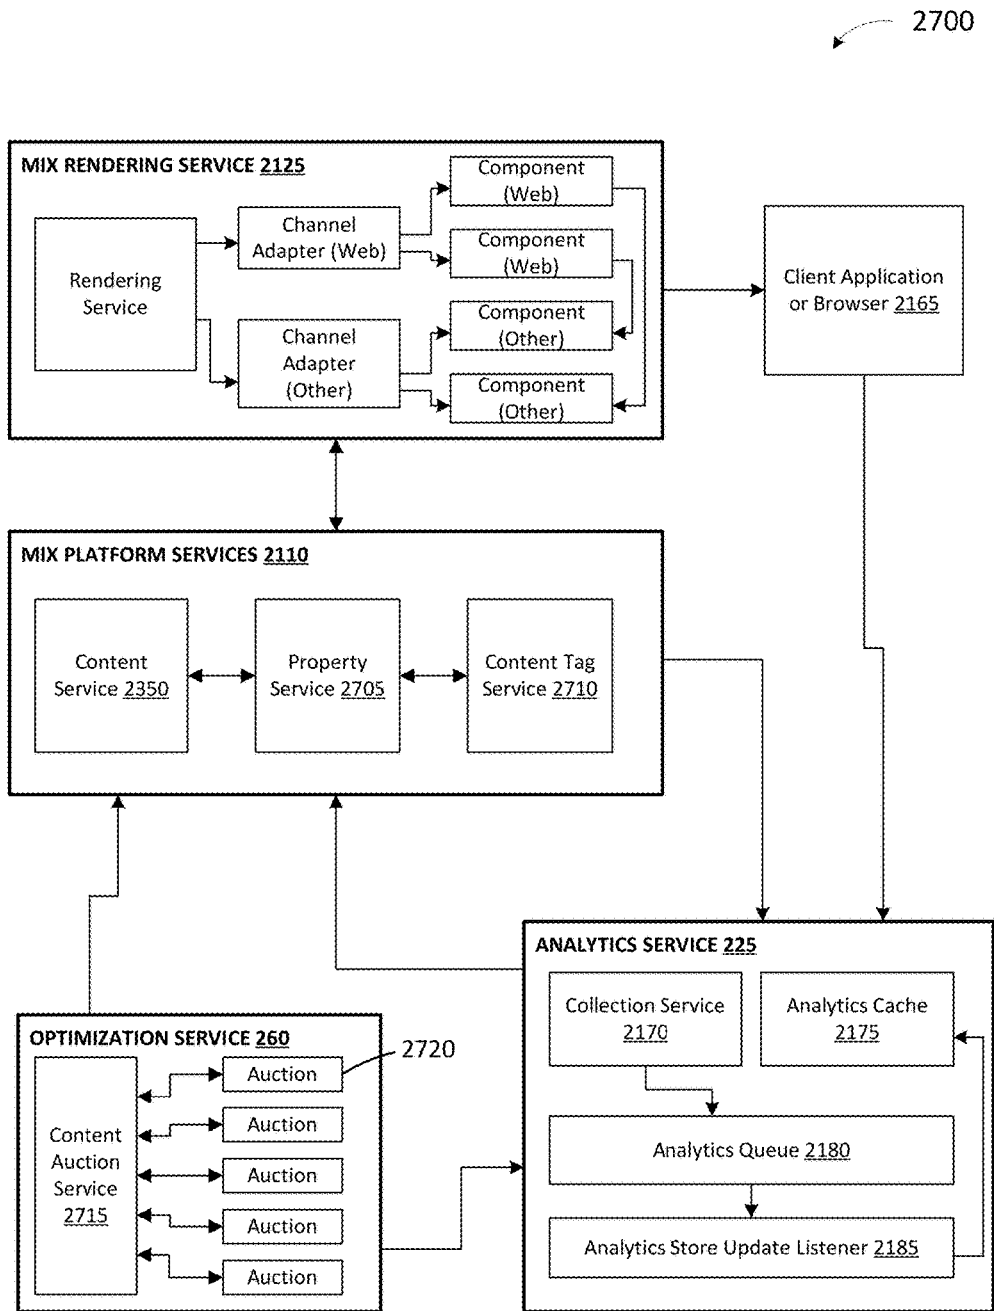 2700
MIX RENDERING SERVICE 2125
Rendering
Service
Channel
Adapter (Web)
Channel
Adapter
(Other)
Component
(Web)
Component
(Web)
Component
(Other)
Component
(Other)
Client Application
or Browser 2165
MIX PLATFORM SERVICES 2110
Content
Service 2350
Property
Service 2705
Content Tag
Service 2710
OPTIMIZATION SERVICE 260
2720
Content
Auction
Service
2715
Auction
Auction
Auction
Auction
Auction
ANALYTICS SERVICE 225
Collection Service
2170
Analytics Cache
2175
Analytics Queue 2180
Analytics Store Update Listener 2185